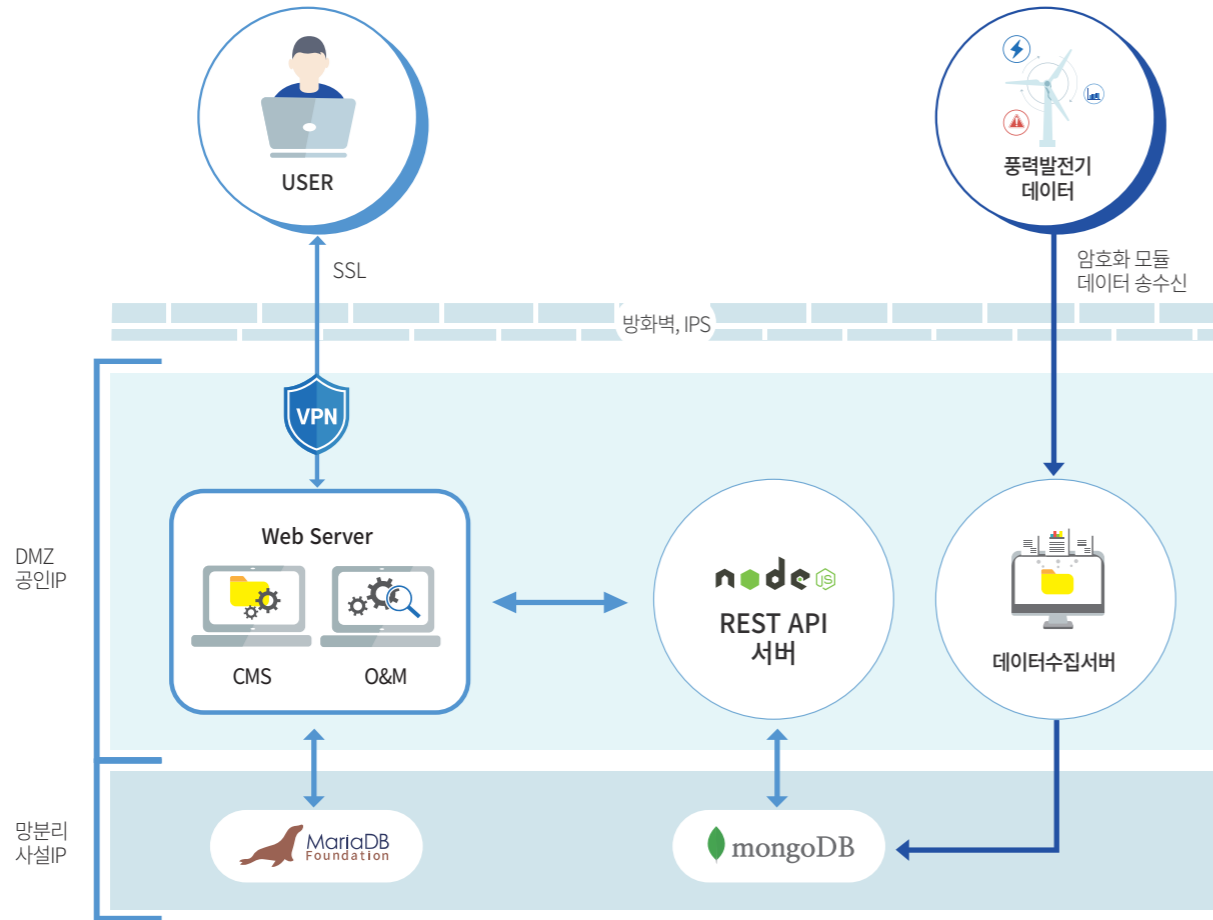 USER
풍력발전기
데이터
SSL
암호화 모듈
데이터 송수신
방화벽, IPS
VPN
DMZ
공인IP
Web Server
CMS
O&M
node JS
REST API
서버
데이터수집서버
망분리
사설IP
MariaDB
Foundation
mongoDB